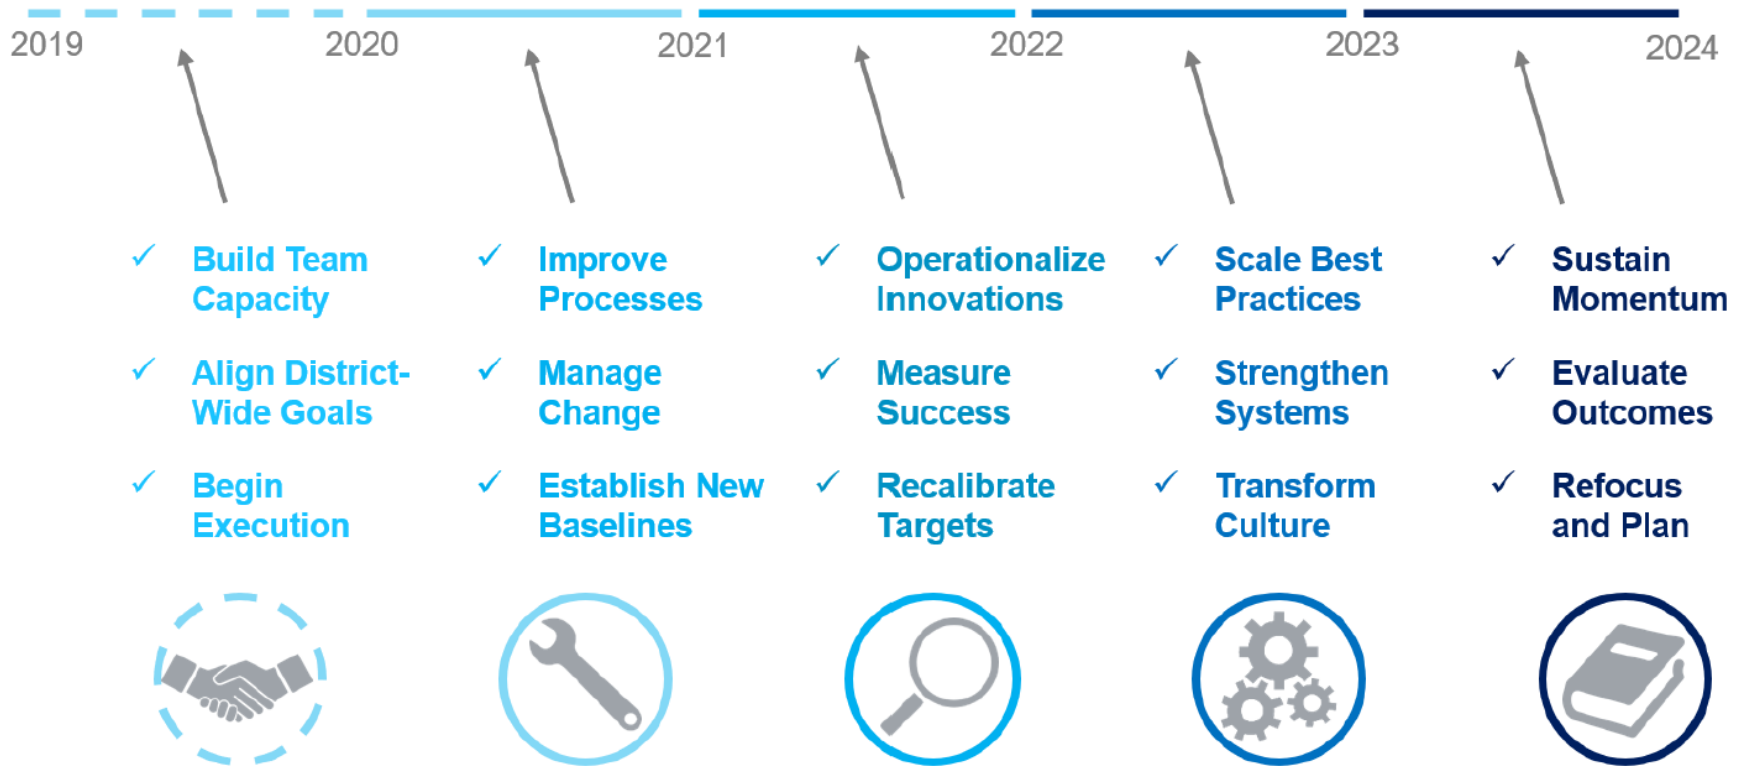 2019
2020
2021
2022
2023
2024
Build Team
Capacity
Align District-
Wide Goals
Begin
Execution
Improve
Processes
Manage
Change
Establish New
Baselines
Operationalize
Innovations
Measure
Success
Recalibrate
Targets
Scale Best
Practices
Strengthen
Systems
Transform
Culture
Sustain
Momentum
Evaluate
Outcomes
Refocus
and Plan